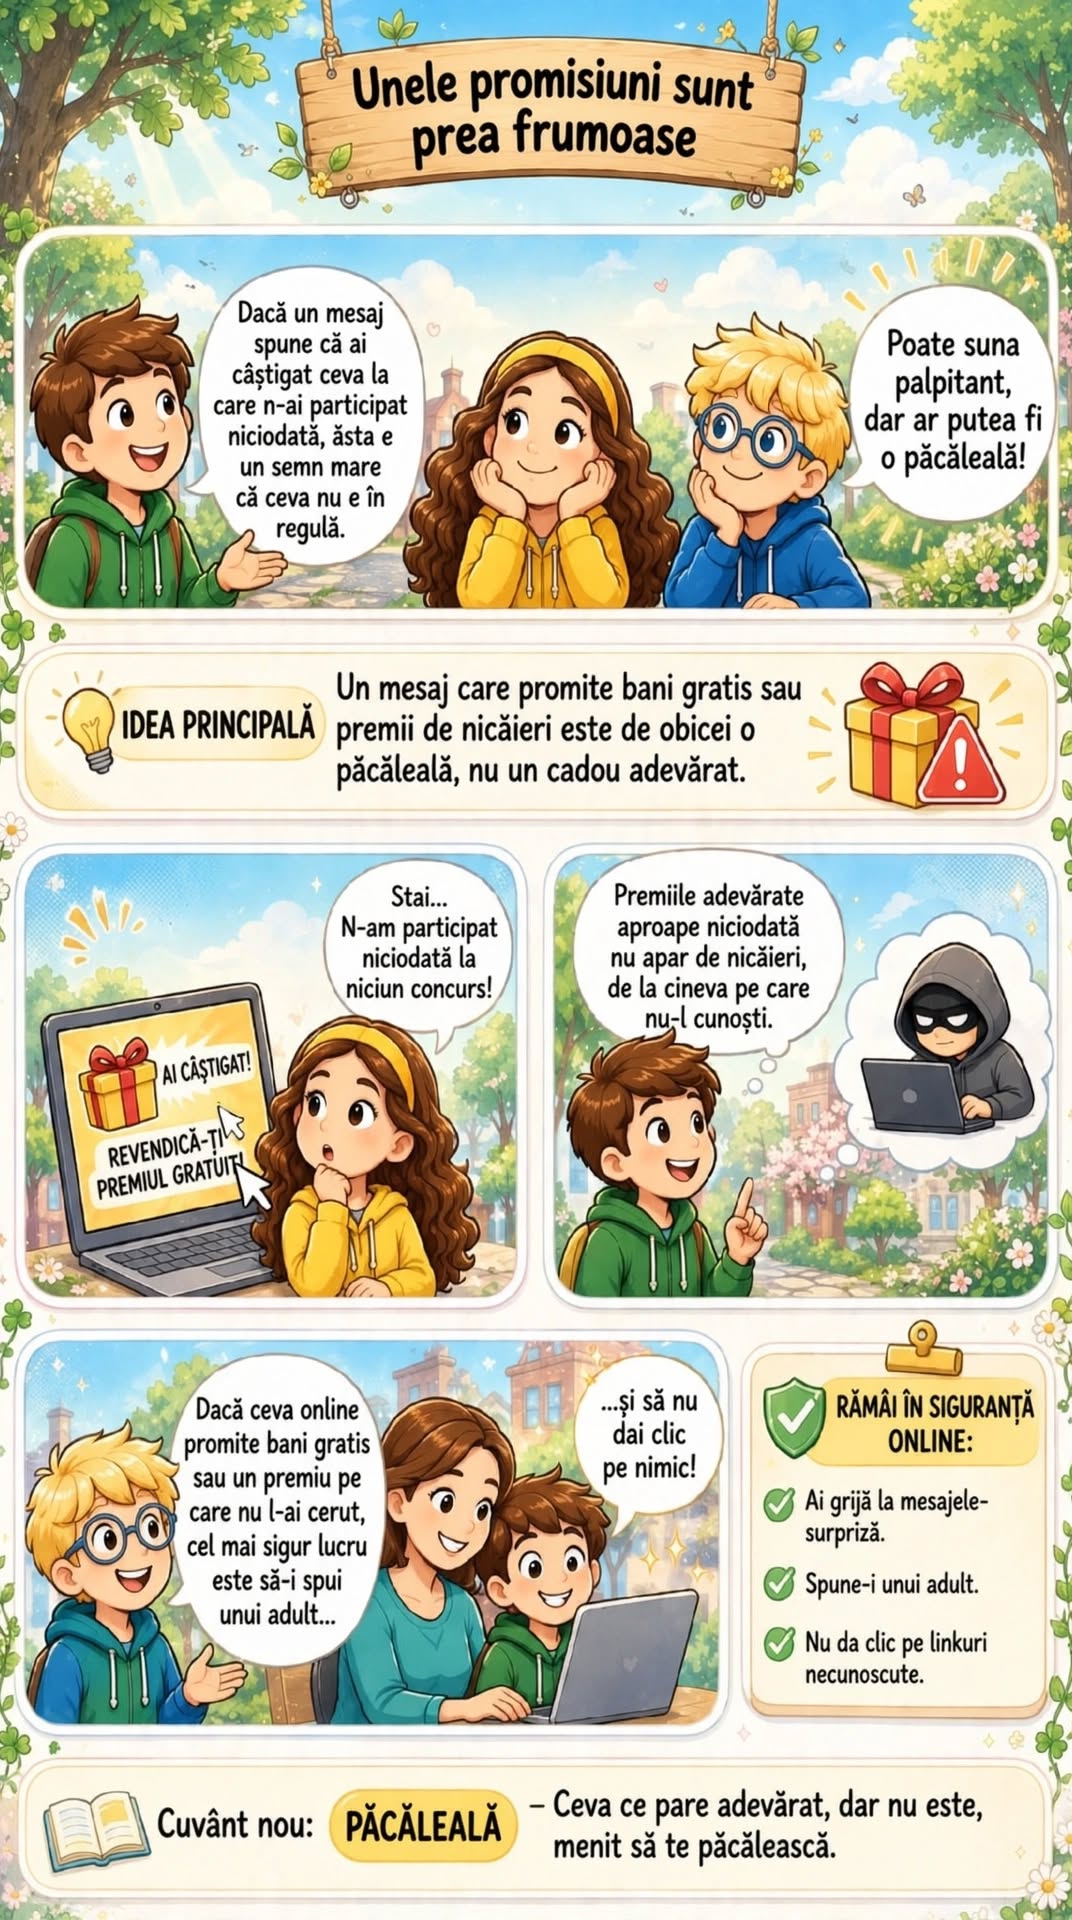 Unele promisiuni sunt
prea frumoase
Dacă un mesaj
spune că ai
câștigat ceva la
care n-ai participat
niciodată, ăsta e
un semn mare
că ceva nu e în
regulă.
Poate suna
palpitant,
dar ar putea fi
o păcăleală!
IDEA PRINCIPALĂ
Un mesaj care promite bani gratis sau
premii de nicăieri este de obicei o
păcăleală, nu un cadou adevărat.
Stai...
N-am participat
niciodată la
niciun concurs!
AI CÂȘTIGAT!
REVENDICĂ-ȚI
PREMIUL GRATUIT!
Premiile adevărate
aproape niciodată
nu apar de nicăieri,
de la cineva pe care
nu-l cunoști.
Dacă ceva online
promite bani gratis
sau un premiu pe
care nu l-ai cerut,
cel mai sigur lucru
este să-i spui
unui adult...
...și să nu
dai clic
pe nimic!
RĂMÂI ÎN SIGURANȚĂ
ONLINE:
Ai grijă la mesajele-
surpriză.
Spune-i unui adult.
Nu da clic pe linkuri
necunoscute.
Cuvânt nou:
PĂCĂLEALĂ
– Ceva ce pare adevărat, dar nu este,
menit să te păcălească.